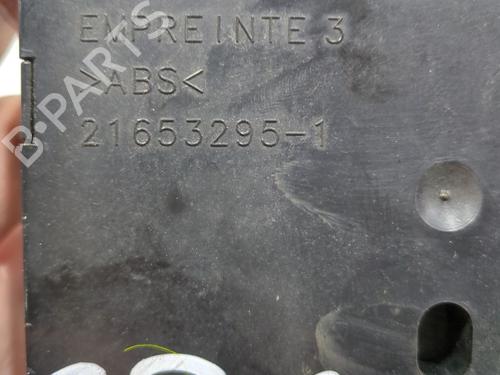 EMPREINTE 3
>ABS<
21653295-1
B-PARTS